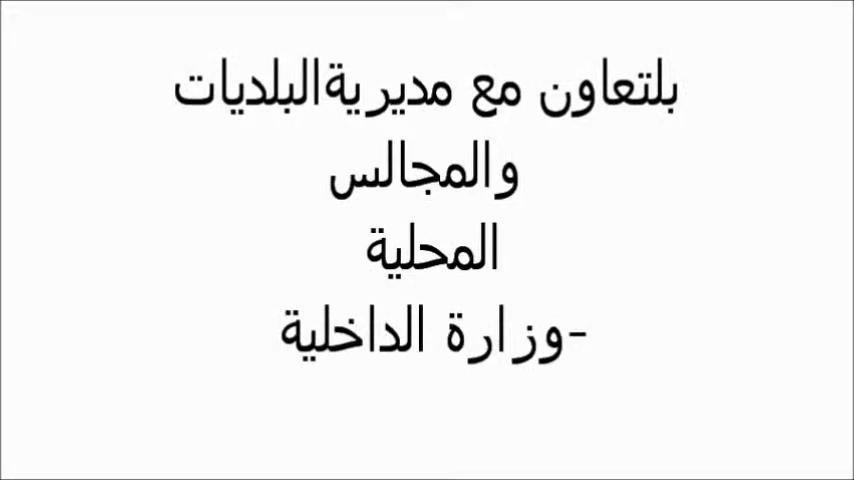 بلتعاون مع مديريةالبلديات
والمجالس
المحلية
-وزارة الداخلية